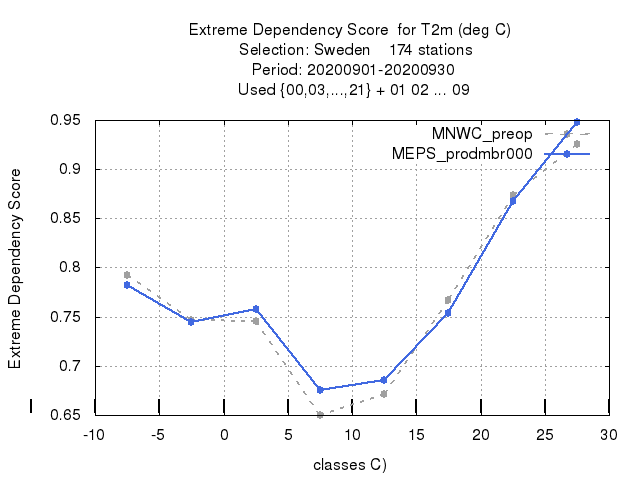 Extreme Dependency Score  for T2m (deg C)
Selection: Sweden    174 stations
Period: 20200901-20200930
Used {00,03,...,21} + 01 02 ... 09
MNWC_preop
MEPS_prodmbr000
Extreme Dependency Score
0.95
0.9
0.85
0.8
0.75
0.7
0.65
-10 -5 0 5 10 15 20 25 30
classes C)